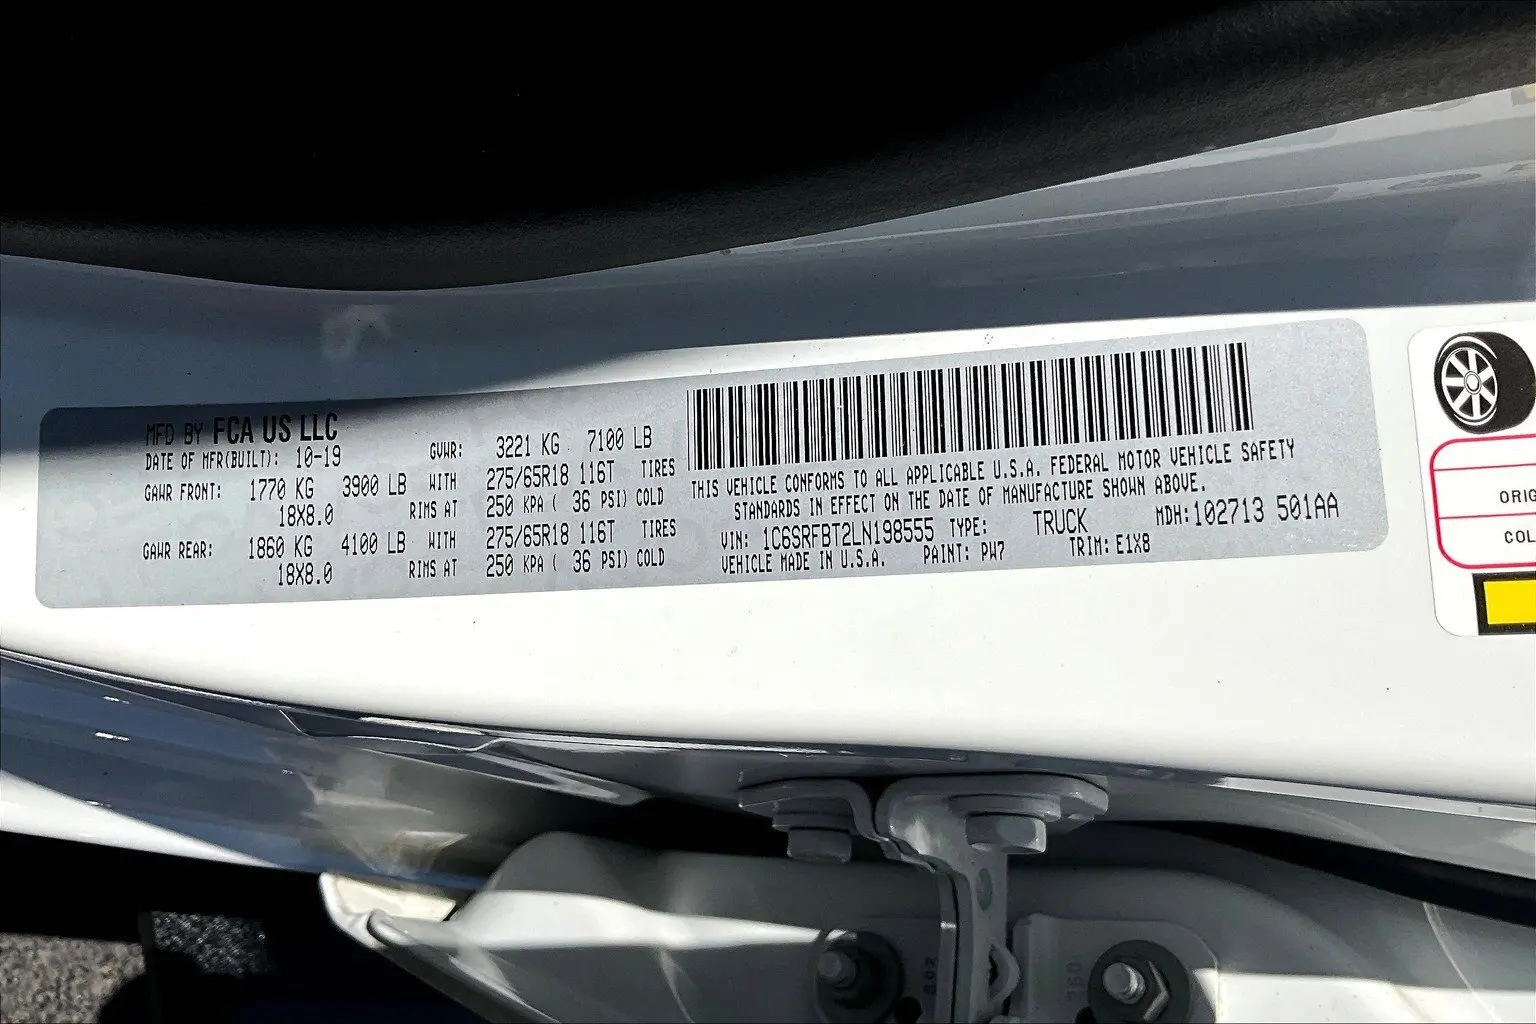 MFD BY FCA US LLC
DATE OF MFR(BUILT): 10-19 GVWR: 3221 KG 7100 LB
GAWR FRONT: 1770 KG 3900 LB WITH 275/65R18 116T TIRES
18X8.0 RIMS AT 250 KPA ( 36 PSI) COLD
GAWR REAR: 1860 KG 4100 LB WITH 275/65R18 116T TIRES
18X8.0 RIMS AT 250 KPA ( 36 PSI) COLD
THIS VEHICLE CONFORMS TO ALL APPLICABLE U.S.A. FEDERAL MOTOR VEHICLE SAFETY
STANDARDS IN EFFECT ON THE DATE OF MANUFACTURE SHOWN ABOVE.
VIN: 1C6SRFBT2LN198555 TYPE: TRUCK MDH:102713 501AA
VEHICLE MADE IN U.S.A. PAINT: PW7 TRIM: E1X8
ORIG
COL